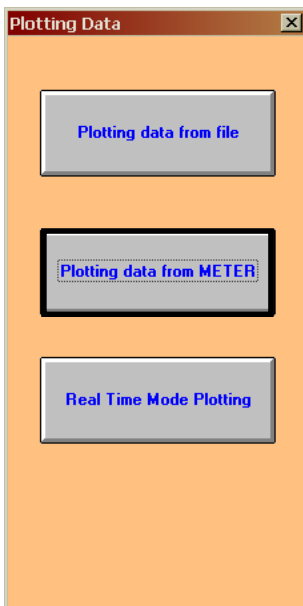 Plotting Data
Plotting data from file
Plotting data from METER
Real Time Mode Plotting